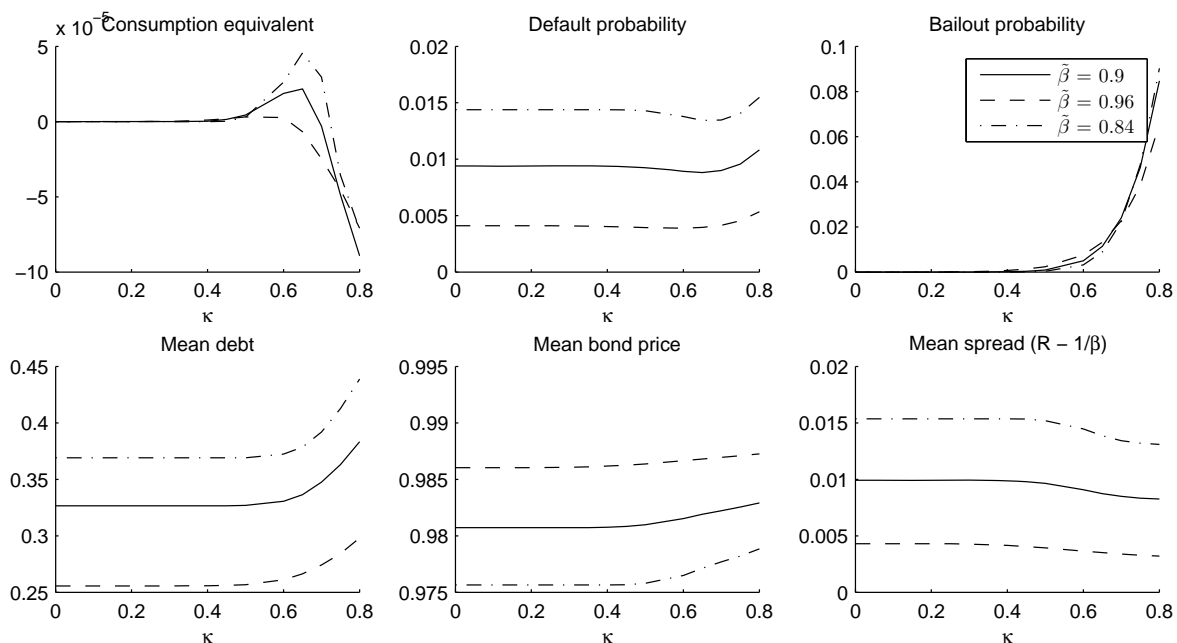 x 10⁻⁵
Consumption equivalent
5
0
−5
−10
0 0.2 0.4 0.6 0.8
κ
Default probability
0.02
0.015
0.01
0.005
0
0 0.2 0.4 0.6 0.8
κ
Bailout probability
0.1
0.08
0.06
0.04
0.02
0
0 0.2 0.4 0.6 0.8
κ
β̃ = 0.9
β̃ = 0.96
β̃ = 0.84
Mean debt
0.45
0.4
0.35
0.3
0.25
0 0.2 0.4 0.6 0.8
κ
Mean bond price
0.995
0.99
0.985
0.98
0.975
0 0.2 0.4 0.6 0.8
κ
Mean spread (R − 1/β)
0.02
0.015
0.01
0.005
0
0 0.2 0.4 0.6 0.8
κ